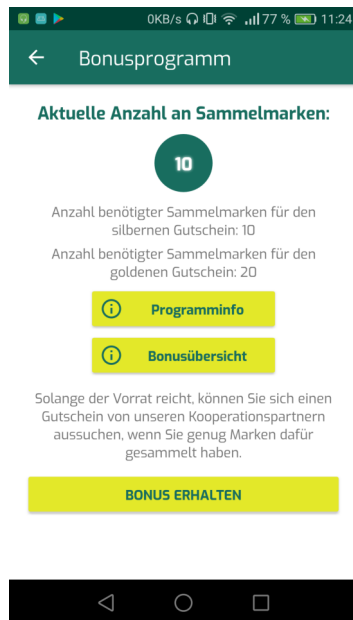 0KB/s 77 % 11:24
Bonusprogramm
Aktuelle Anzahl an Sammelmarken:
10
Anzahl benötigter Sammelmarken für den
silbernen Gutschein: 10
Anzahl benötigter Sammelmarken für den
goldenen Gutschein: 20
Programminfo
Bonusübersicht
Solange der Vorrat reicht, können Sie sich einen
Gutschein von unseren Kooperationspartnern
aussuchen, wenn Sie genug Marken dafür
gesammelt haben.
BONUS ERHALTEN